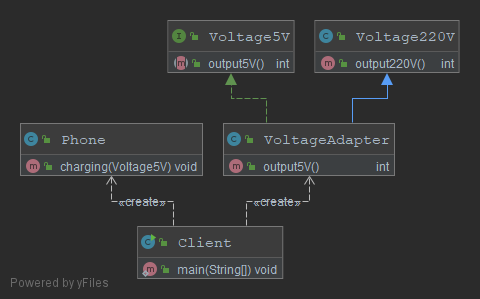 I Voltage5V
m output5V() int
C Voltage220V
m output220V() int
C Phone
m charging(Voltage5V) void
C VoltageAdapter
m output5V() int
«create»
«create»
C Client
m main(String[]) void
Powered by yFiles